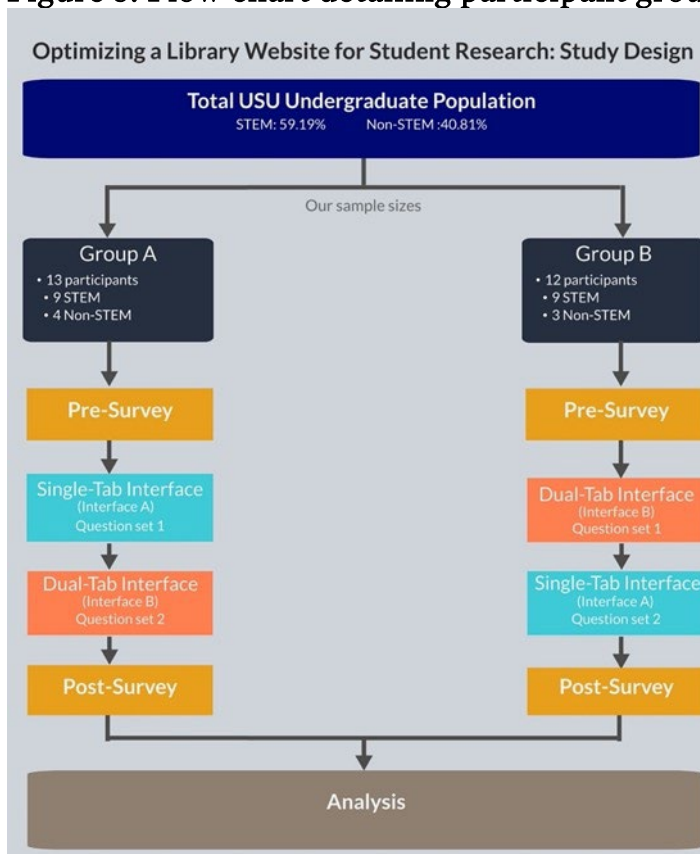 Optimizing a Library Website for Student Research: Study Design
Total USU Undergraduate Population
STEM: 59.19% Non-STEM :40.81%
Our sample sizes
Group A
• 13 participants
• 9 STEM
• 4 Non-STEM
Group B
• 12 participants
• 9 STEM
• 3 Non-STEM
Pre-Survey
Pre-Survey
Single-Tab Interface
(Interface A)
Question set 1
Dual-Tab Interface
(Interface B)
Question set 1
Dual-Tab Interface
(Interface B)
Question set 2
Single-Tab Interface
(Interface A)
Question set 2
Post-Survey
Post-Survey
Analysis